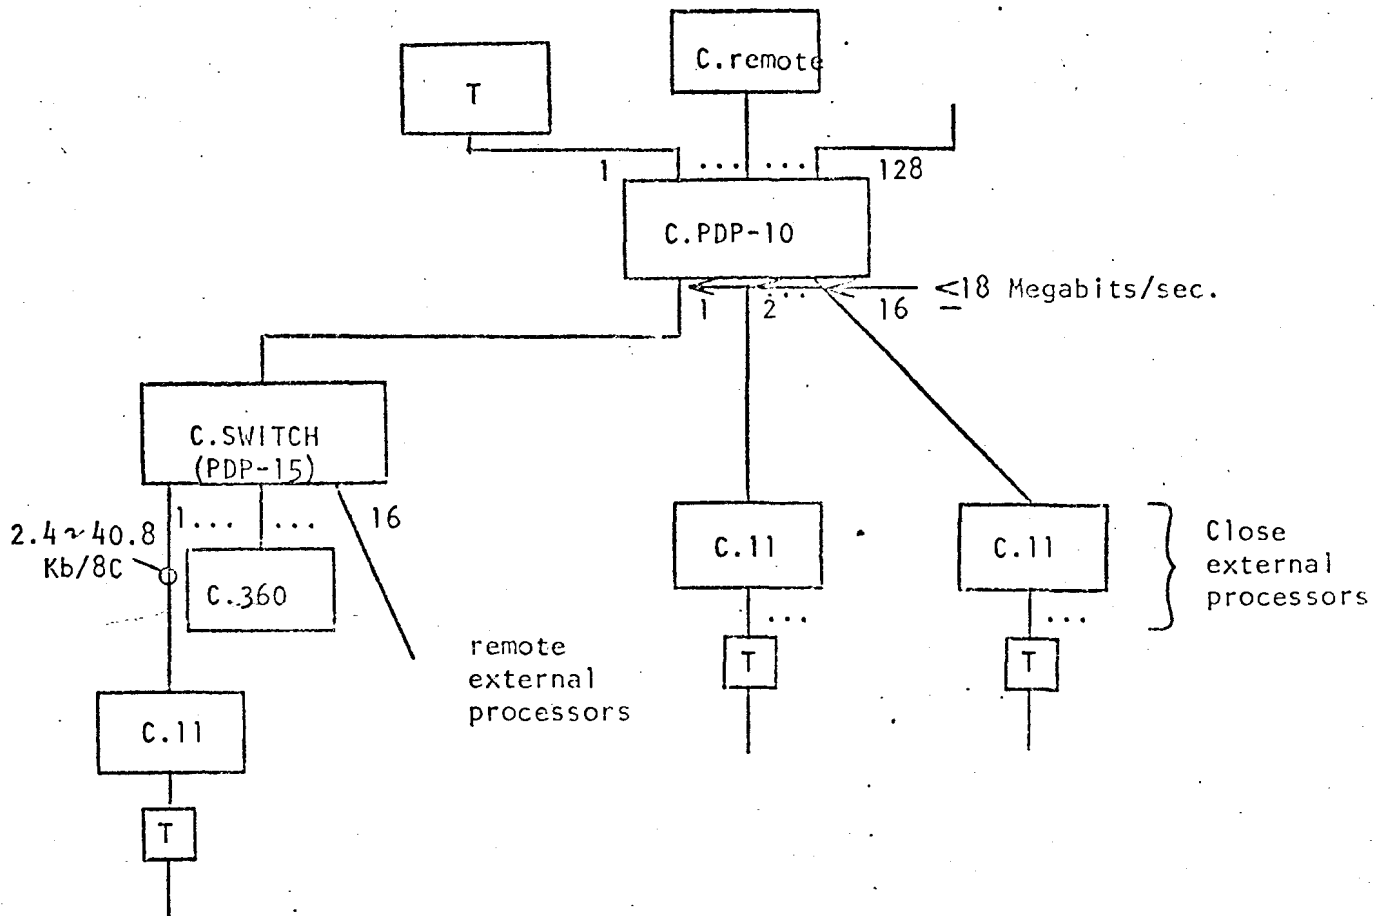 C.remote
T
1 ... ... 128
C.PDP-10
1 2 ... 16 ≤18 Megabits/sec.
C.SWITCH
(PDP-15)
1... ... 16
2.4~40.8
Kb/8C
C.360
C.11
C.11
Close
external
processors
...
...
T
T
remote
external
processors
C.11
T